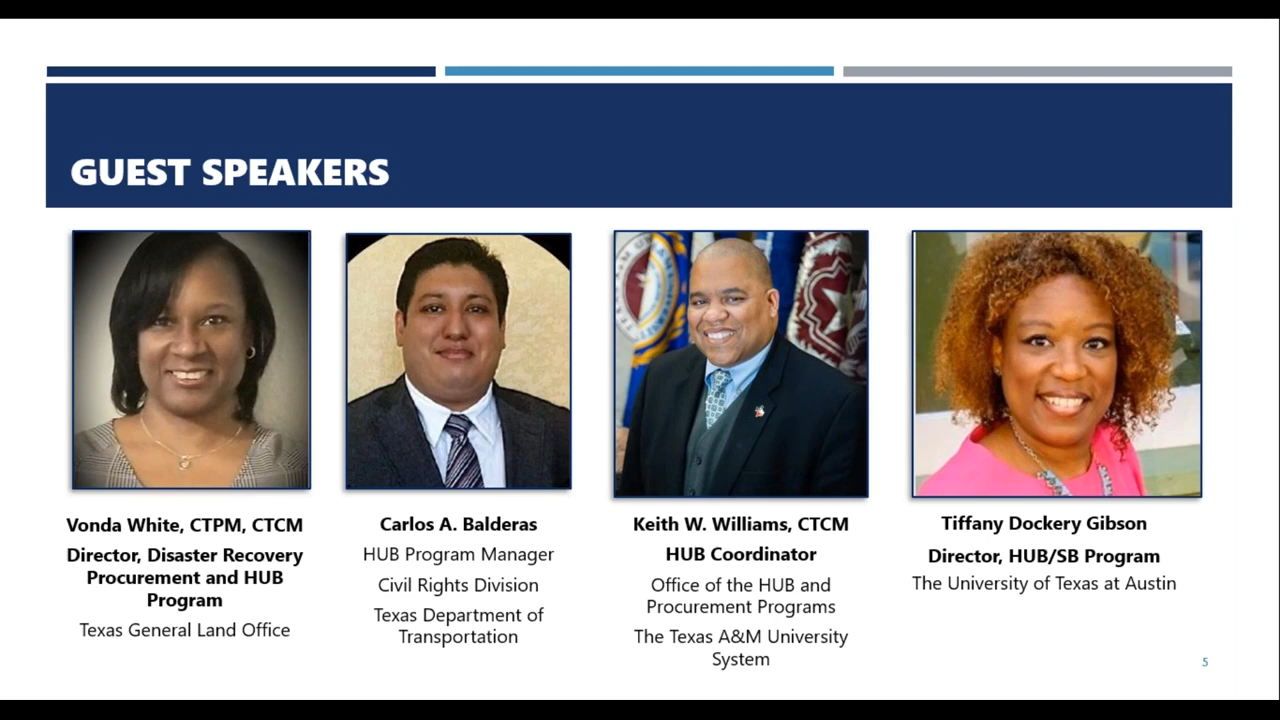 GUEST SPEAKERS
Vonda White, CTPM, CTCM
Director, Disaster Recovery
Procurement and HUB
Program
Texas General Land Office
Carlos A. Balderas
HUB Program Manager
Civil Rights Division
Texas Department of
Transportation
Keith W. Williams, CTCM
HUB Coordinator
Office of the HUB and
Procurement Programs
The Texas A&M University
System
Tiffany Dockery Gibson
Director, HUB/SB Program
The University of Texas at Austin
5